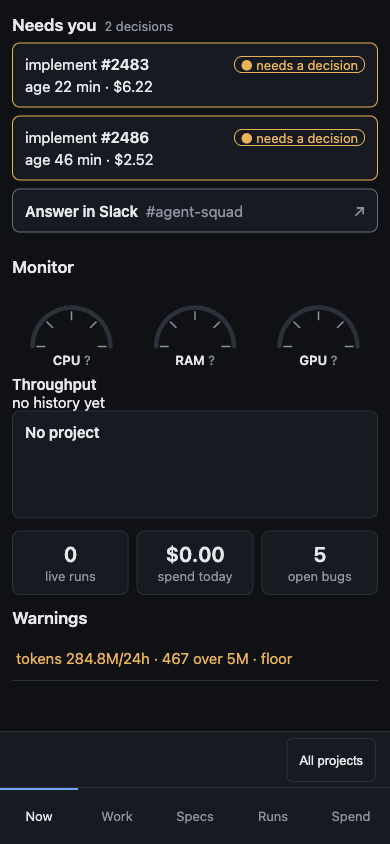 Needs you 2 decisions
implement #2483 needs a decision
age 22 min · $6.22
implement #2486 needs a decision
age 46 min · $2.52
Answer in Slack #agent-squad ↗
Monitor
CPU ? RAM ? GPU ?
Throughput
no history yet
No project
0 $0.00 5
live runs spend today open bugs
Warnings
tokens 284.8M/24h · 467 over 5M · floor
All projects
Now Work Specs Runs Spend